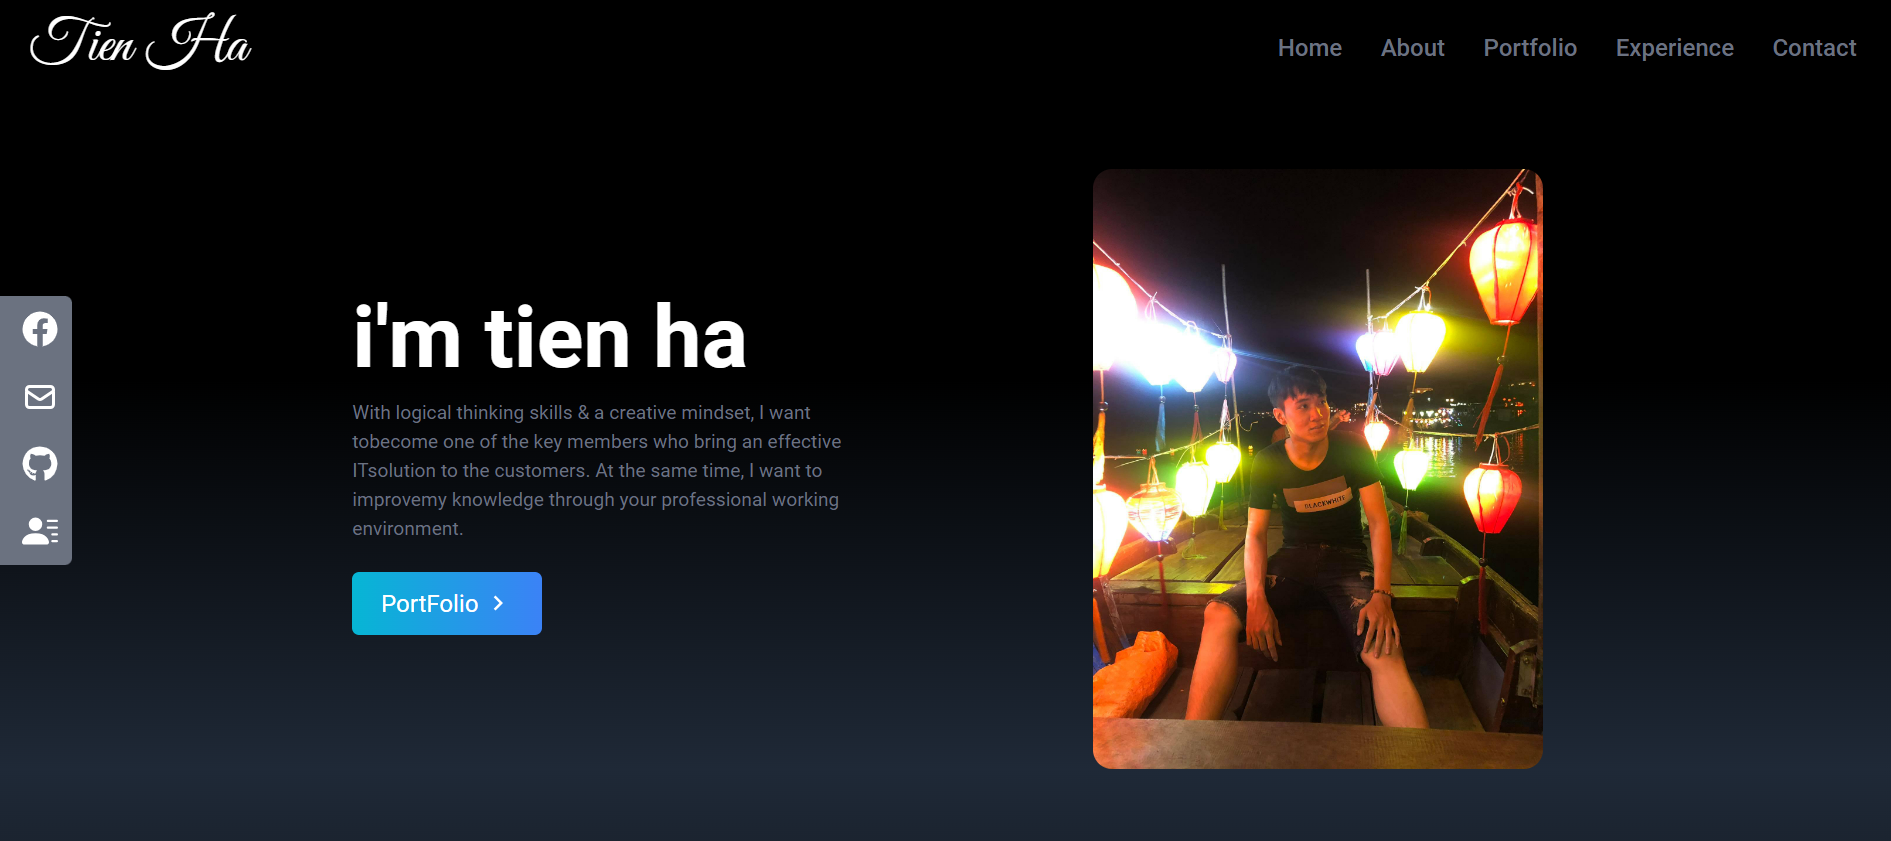 Tien Ha
Home About Portfolio Experience Contact
i'm tien ha
With logical thinking skills & a creative mindset, I want
tobecome one of the key members who bring an effective
ITsolution to the customers. At the same time, I want to
improvemy knowledge through your professional working
environment.
PortFolio
BLACKWHITE